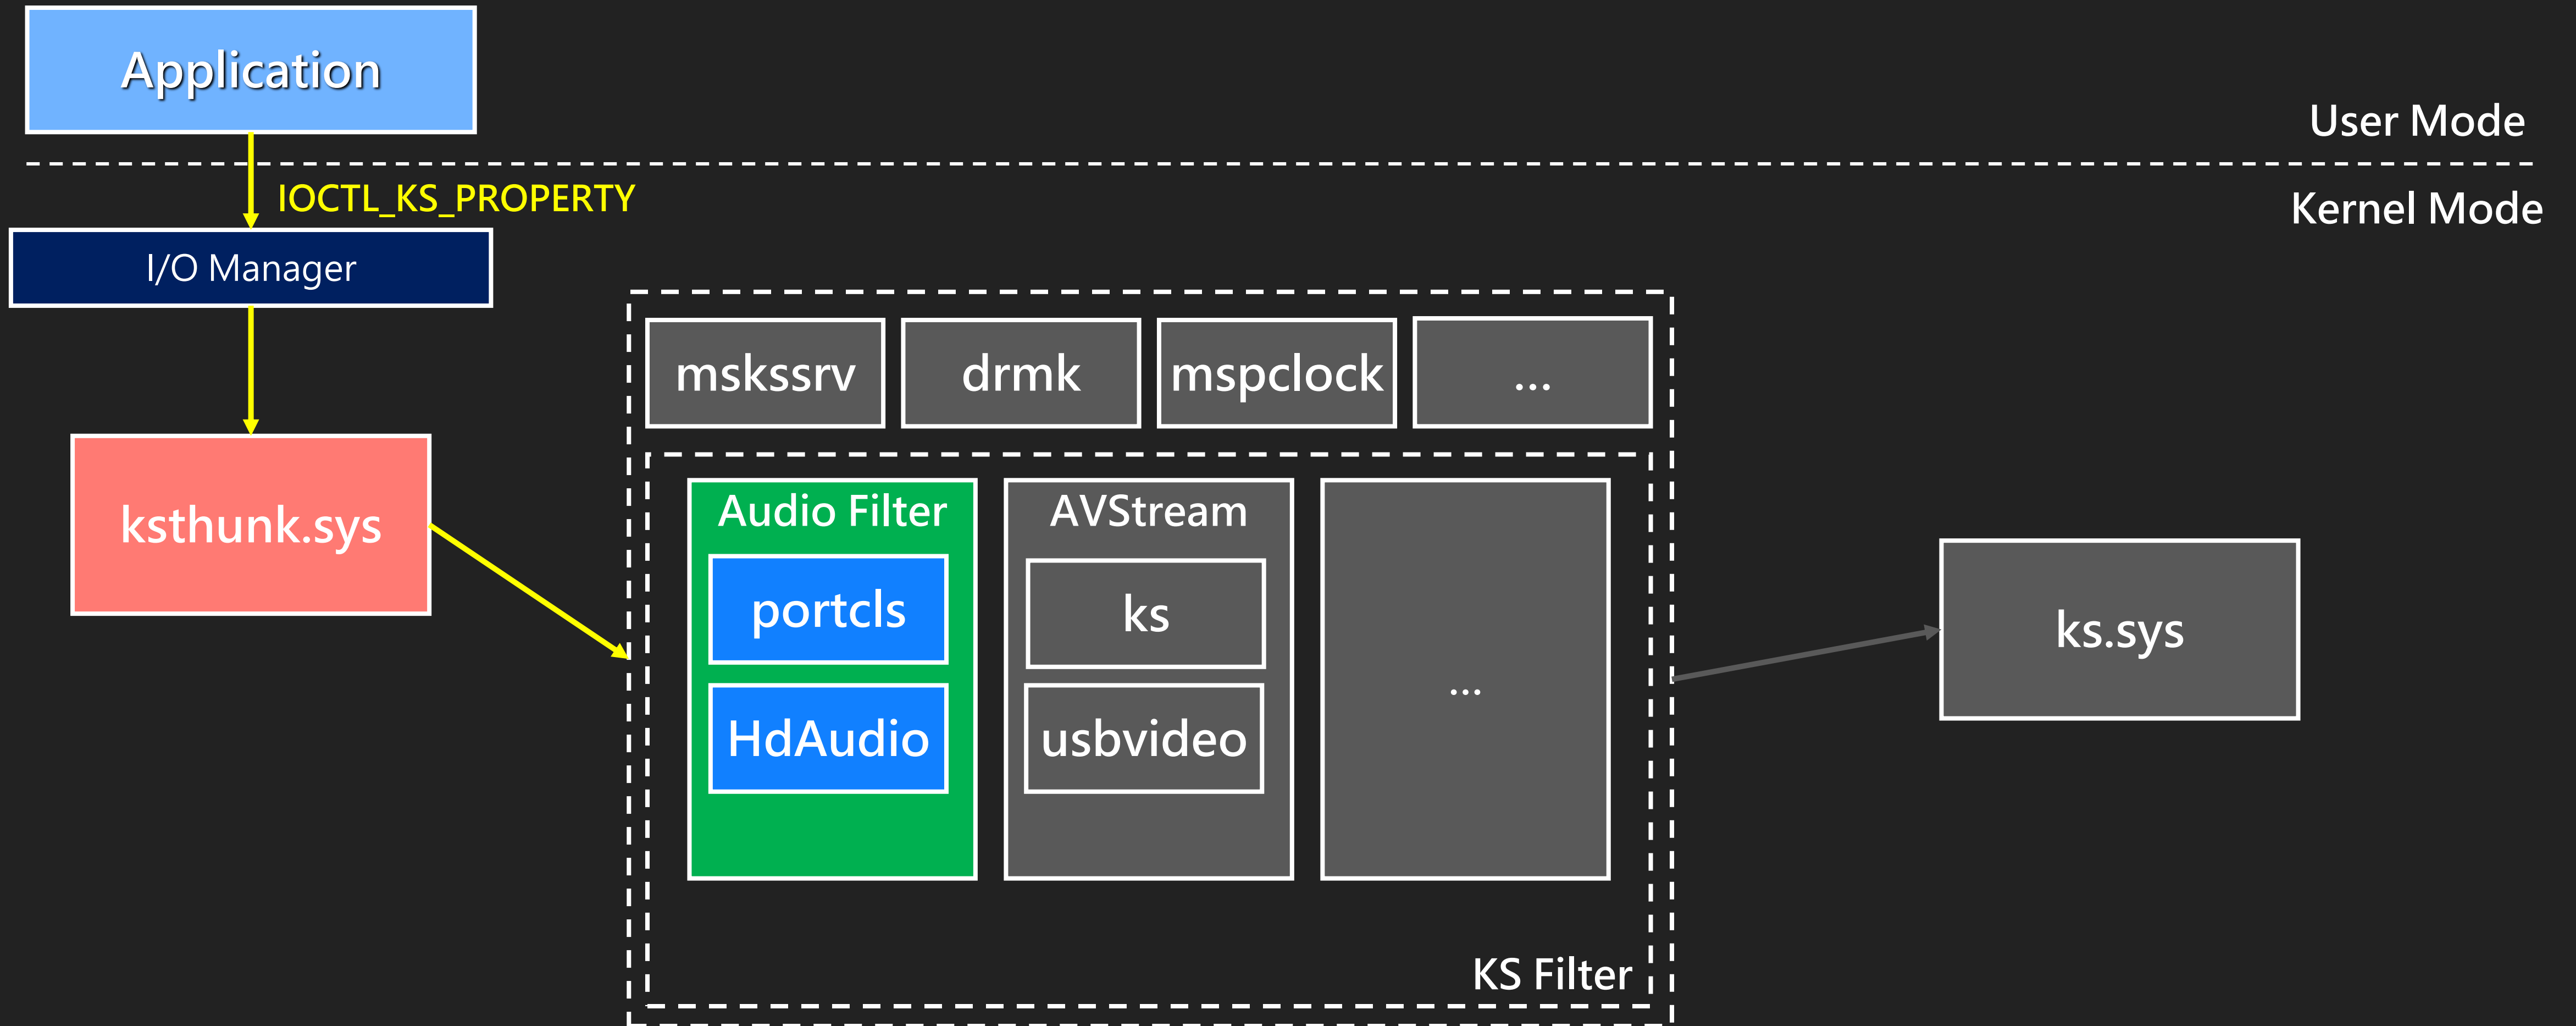 Application
User Mode
IOCTL_KS_PROPERTY
Kernel Mode
I/O Manager
mskssrv
drmk
mspclock
...
ksthunk.sys
Audio Filter
portcls
HdAudio
AVStream
ks
usbvideo
...
KS Filter
ks.sys